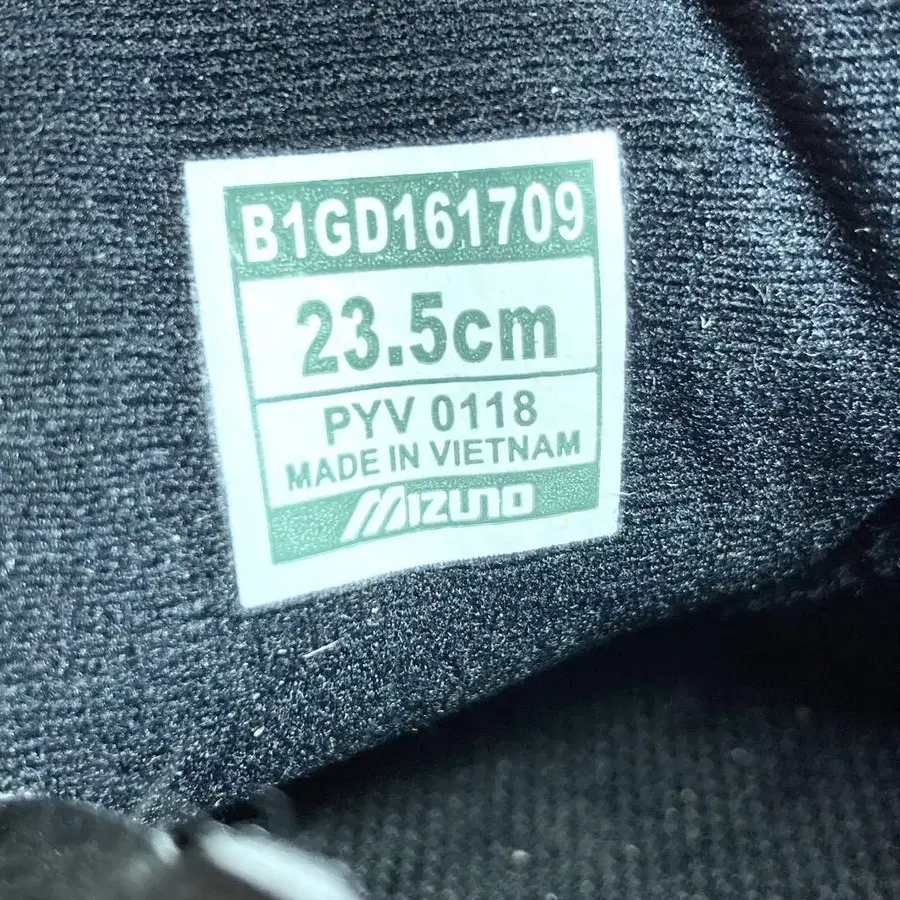 B1GD161709
23.5cm
PYV 0118
MADE IN VIETNAM
MIZUNO